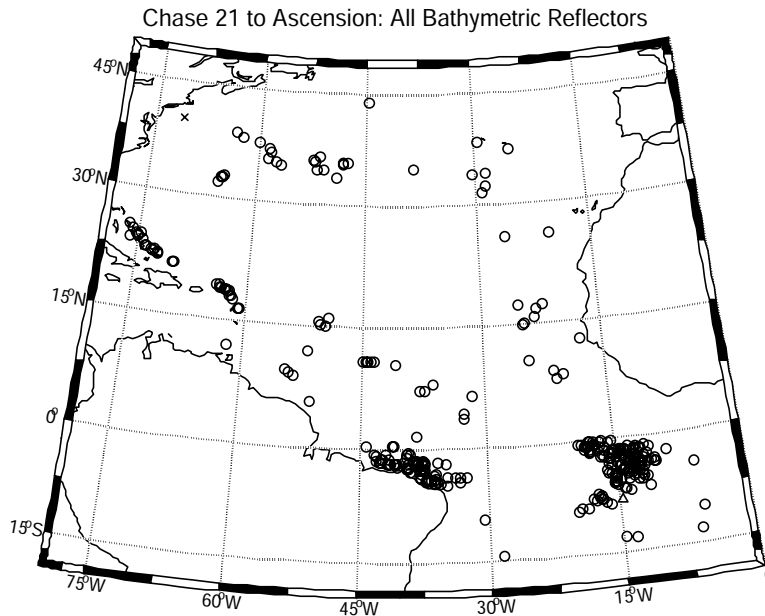 Chase 21 to Ascension: All Bathymetric Reflectors
45°N
30°N
15°N
0°
15°S
75°W
60°W
45°W
30°W
15°W